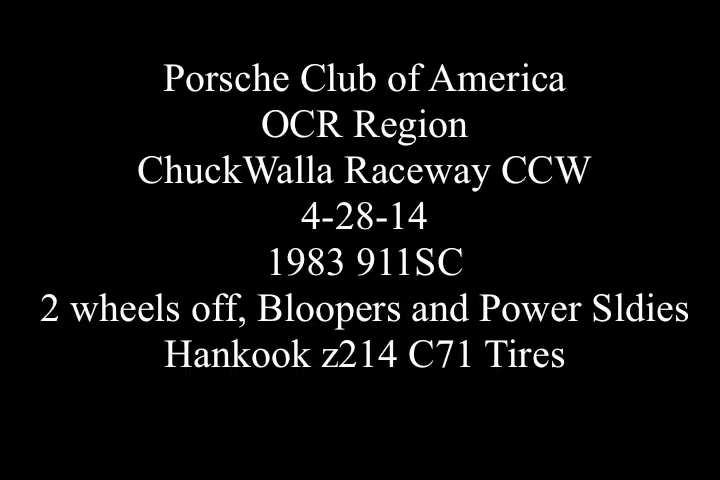 Porsche Club of America
OCR Region
ChuckWalla Raceway CCW
4-28-14
1983 911SC
2 wheels off, Bloopers and Power Sldies
Hankook z214 C71 Tires